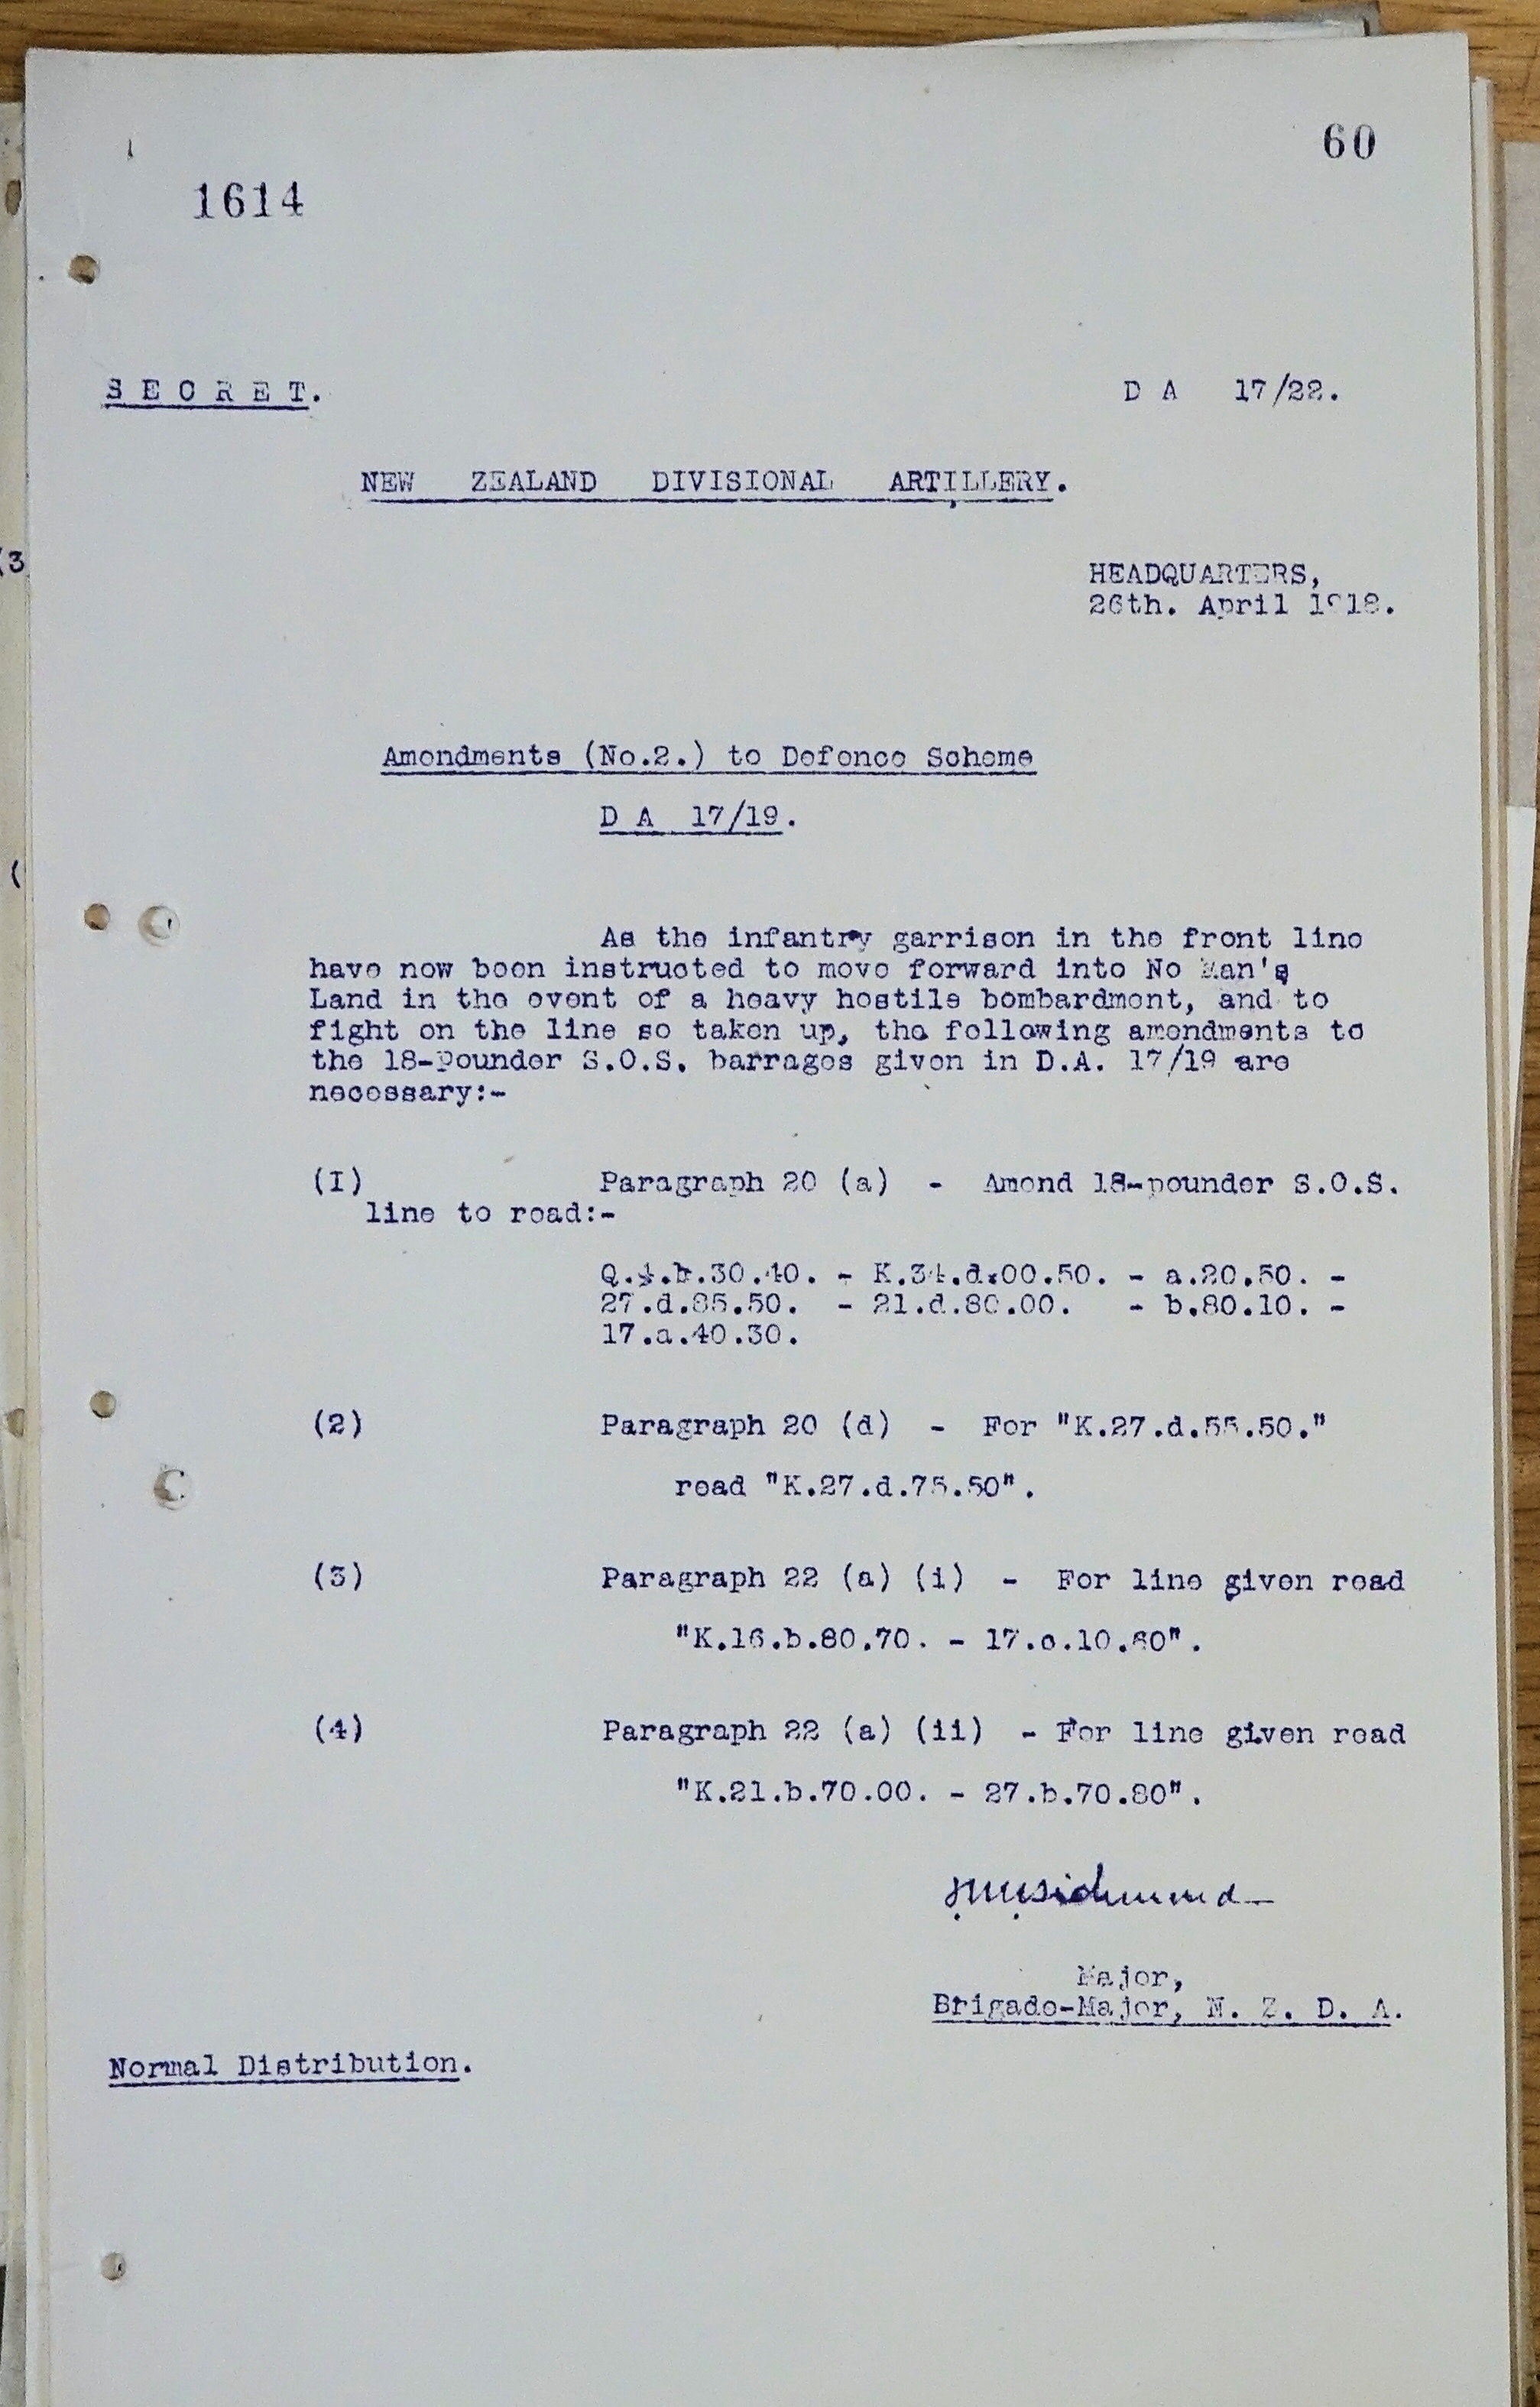 60
1614
S E C R E T.
D A 17/22.
NEW ZEALAND DIVISIONAL ARTILLERY.
HEADQUARTERS,
26th. April 1918.
Amendments (No.2.) to Defence Scheme
D A 17/19.
As the infantry garrison in the front line
have now been instructed to move forward into No Man's
Land in the event of a heavy hostile bombardment, and to
fight on the line so taken up, the following amendments to
the 18-Pounder S.O.S. barrages given in D.A. 17/19 are
necessary:-
(I) Paragraph 20 (a) - Amend 18-pounder S.O.S.
line to read:-
Q.4.b.30.40. - K.34.d.00.50. - a.20.50. -
27.d.85.50. - 21.d.80.00. - b.80.10. -
17.a.40.30.
(2) Paragraph 20 (d) - For "K.27.d.55.50."
read "K.27.d.75.50".
(3) Paragraph 22 (a) (i) - For line given read
"K.16.b.80.70. -
(4) Paragraph 22 (a) (ii) - For line given read
"K.21.b.70.00. - 27.b.70.80".
Major,
Brigade-Major, N. Z. D. A.
Normal Distribution.
(3
(